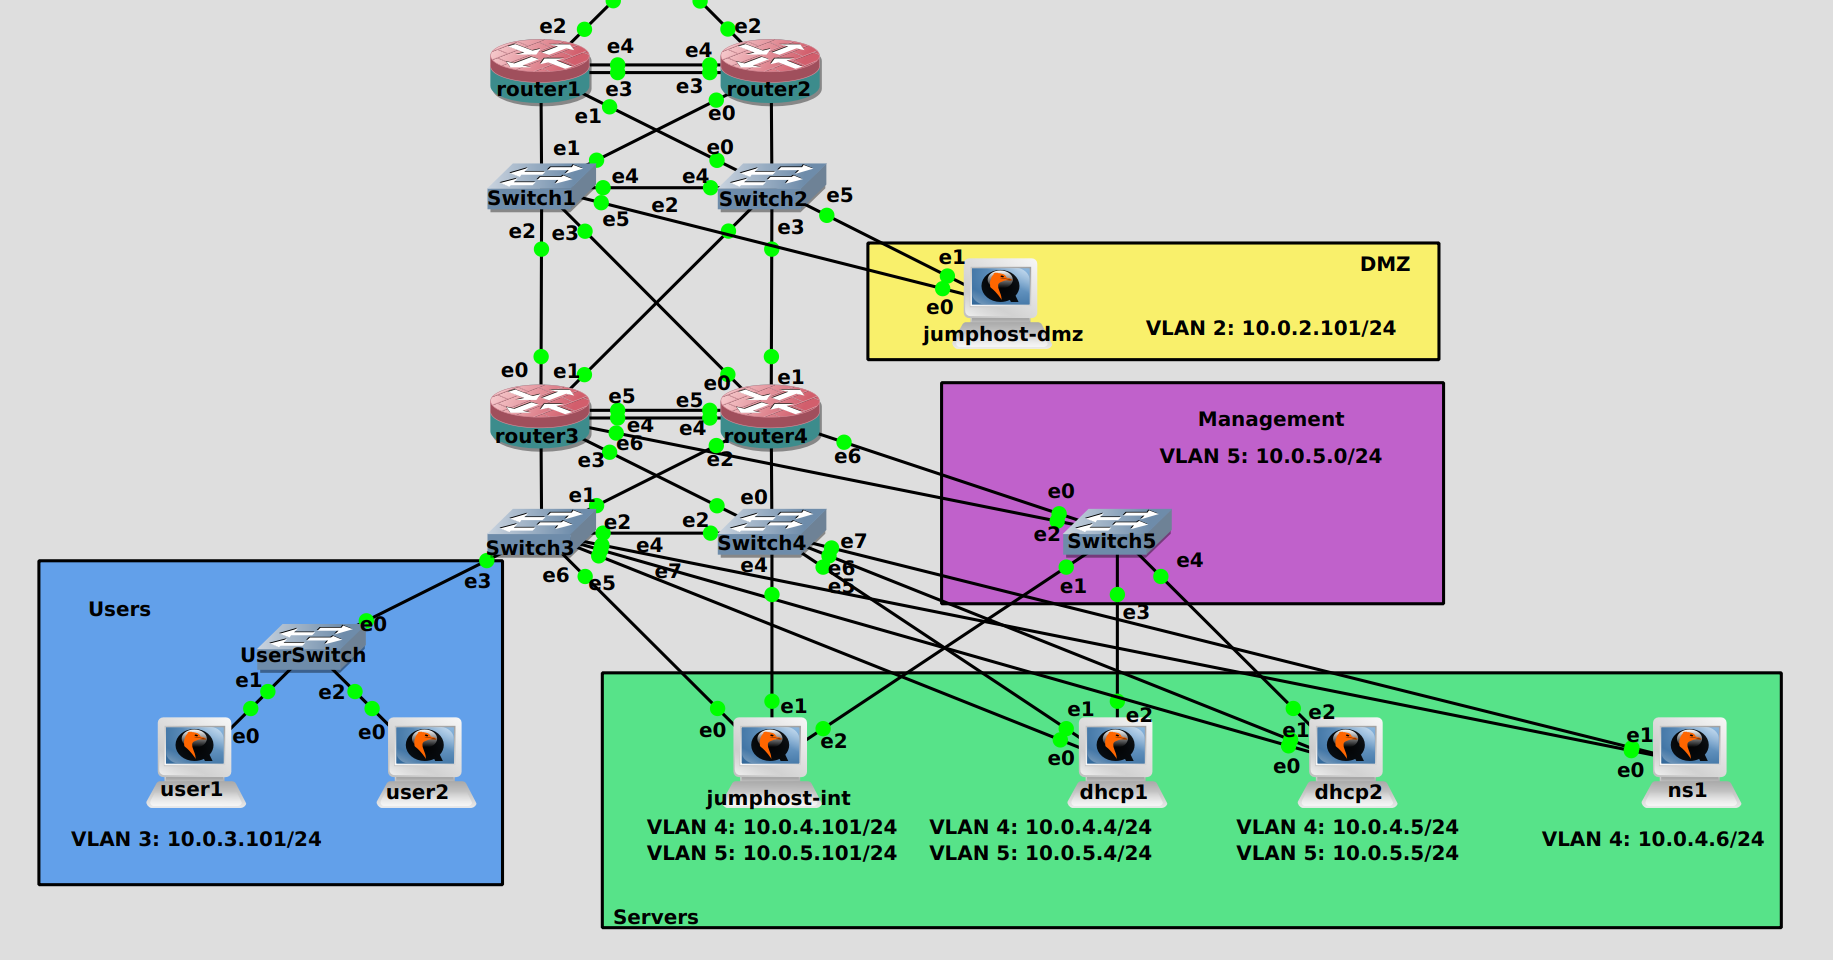 e2
e2
e4
e4
router1
e3
e3
router2
e1
e0
e1
e0
e4
e4
Switch1
Switch2
e5
e2
e5
e2
e3
e3
e1
DMZ
e0
VLAN 2: 10.0.2.101/24
jumphost-dmz
e0
e1
e0
e1
e5
e5
Management
router3
e4
e4
router4
e6
e3
e2
e6
VLAN 5: 10.0.5.0/24
e1
e0
e0
e2
e2
e2
Switch3
e4
Switch4
e7
Switch5
e3
e6
e5
e7
e4
e6
e5
e1
e4
e3
Users
e0
UserSwitch
e1
e2
e0
e0
user1
user2
VLAN 3: 10.0.3.101/24
e1
e0
e2
e1
e2
e0
e2
e1
e0
e1
e0
jumphost-int
dhcp1
dhcp2
ns1
VLAN 4: 10.0.4.101/24
VLAN 5: 10.0.5.101/24
VLAN 4: 10.0.4.4/24
VLAN 5: 10.0.5.4/24
VLAN 4: 10.0.4.5/24
VLAN 5: 10.0.5.5/24
VLAN 4: 10.0.4.6/24
Servers